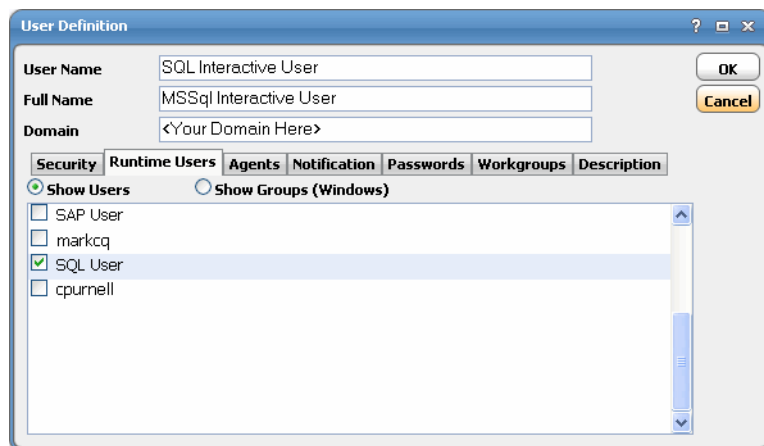 User Definition
User Name SQL Interactive User
OK
Full Name MSSql Interactive User
Cancel
Domain <Your Domain Here>
Security Runtime Users Agents Notification Passwords Workgroups Description
Show Users Show Groups (Windows)
SAP User
markcq
SQL User
cpurnell